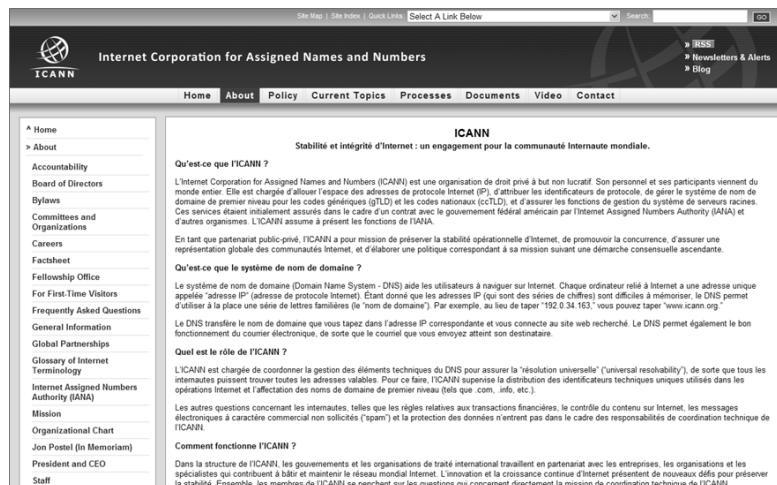 Site Map | Site Index | Quick Links Select A Link Below Search: GO
ICANN
Internet Corporation for Assigned Names and Numbers
» RSS
» Newsletters & Alerts
» Blog
Home About Policy Current Topics Processes Documents Video Contact
^ Home
> About
Accountability
Board of Directors
Bylaws
Committees and
Organizations
Careers
Factsheet
Fellowship Office
For First-Time Visitors
Frequently Asked Questions
General Information
Global Partnerships
Glossary of Internet
Terminology
Internet Assigned Numbers
Authority (IANA)
Mission
Organizational Chart
Jon Postel (In Memoriam)
President and CEO
Staff
ICANN
Stabilité et intégrité d'Internet : un engagement pour la communauté Internaute mondiale.
Qu'est-ce que l'ICANN ?
L'Internet Corporation for Assigned Names and Numbers (ICANN) est une organisation de droit privé à but non lucratif. Son personnel et ses participants viennent du
monde entier. Elle est chargée d'allouer l'espace des adresses de protocole Internet (IP), d'attribuer les identificateurs de protocole, de gérer le système de nom de
domaine de premier niveau pour les codes génériques (gTLD) et les codes nationaux (ccTLD), et d'assurer les fonctions de gestion du système de serveurs racines.
Ces services étaient initialement assurés dans le cadre d'un contrat avec le gouvernement fédéral américain par l'Internet Assigned Numbers Authority (IANA) et
d'autres organismes. L'ICANN assume à présent les fonctions de l'IANA.
En tant que partenariat public-privé, l'ICANN a pour mission de préserver la stabilité opérationnelle d'Internet, de promouvoir la concurrence, d'assurer une
représentation globale des communautés Internet, et d'élaborer une politique correspondant à sa mission suivant une démarche consensuelle ascendante.
Qu'est-ce que le système de nom de domaine ?
Le système de nom de domaine (Domain Name System - DNS) aide les utilisateurs à naviguer sur Internet. Chaque ordinateur relié à Internet a une adresse unique
appelée "adresse IP" (adresse de protocole Internet). Étant donné que les adresses IP (qui sont des séries de chiffres) sont difficiles à mémoriser, le DNS permet
d'utiliser à la place une série de lettres familières (le "nom de domaine"). Par exemple, au lieu de taper "192.0.34.163," vous pouvez taper "www.icann.org."
Le DNS transfère le nom de domaine que vous tapez dans l'adresse IP correspondante et vous connecte au site web recherché. Le DNS permet également le bon
fonctionnement du courrier électronique, de sorte que le courriel que vous envoyez atteint son destinataire.
Quel est le rôle de l'ICANN ?
L'ICANN est chargée de coordonner la gestion des éléments techniques du DNS pour assurer la "résolution universelle" ("universal resolvability"), de sorte que tous les
internautes puissent trouver toutes les adresses valables. Pour ce faire, l'ICANN supervise la distribution des identificateurs techniques uniques utilisés dans les
opérations Internet et l'affectation des noms de domaine de premier niveau (tels que .com, .info, etc.).
Les autres questions concernant les internautes, telles que les règles relatives aux transactions financières, le contrôle du contenu sur Internet, les messages
électroniques à caractère commercial non sollicités ("spam") et la protection des données n'entrent pas dans le cadre des responsabilités de coordination technique de
l'ICANN.
Comment fonctionne l'ICANN ?
Dans la structure de l'ICANN, les gouvernements et les organisations de traité international travaillent en partenariat avec les entreprises, les organisations et les
spécialistes qui contribuent à bâtir et maintenir le réseau mondial Internet. L'innovation et la croissance continue d'Internet présentent de nouveaux défis pour préserver
la stabilité. Ensemble, les membres de l'ICANN se penchent sur les questions qui concernent directement la mission de coordination technique de l'ICANN.